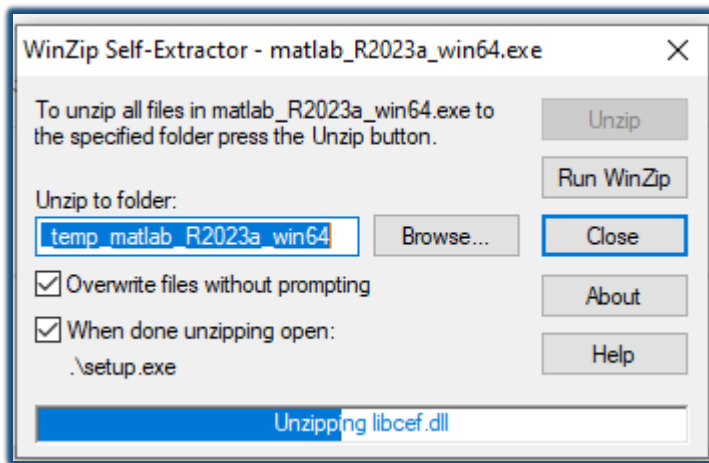 WinZip Self-Extractor - matlab_R2023a_win64.exe
To unzip all files in matlab_R2023a_win64.exe to
the specified folder press the Unzip button.
Unzip
Run WinZip
Unzip to folder:
_temp_matlab_R2023a_win64
Browse...
Close
Overwrite files without prompting
About
When done unzipping open:
.\setup.exe
Help
Unzipping libcef.dll